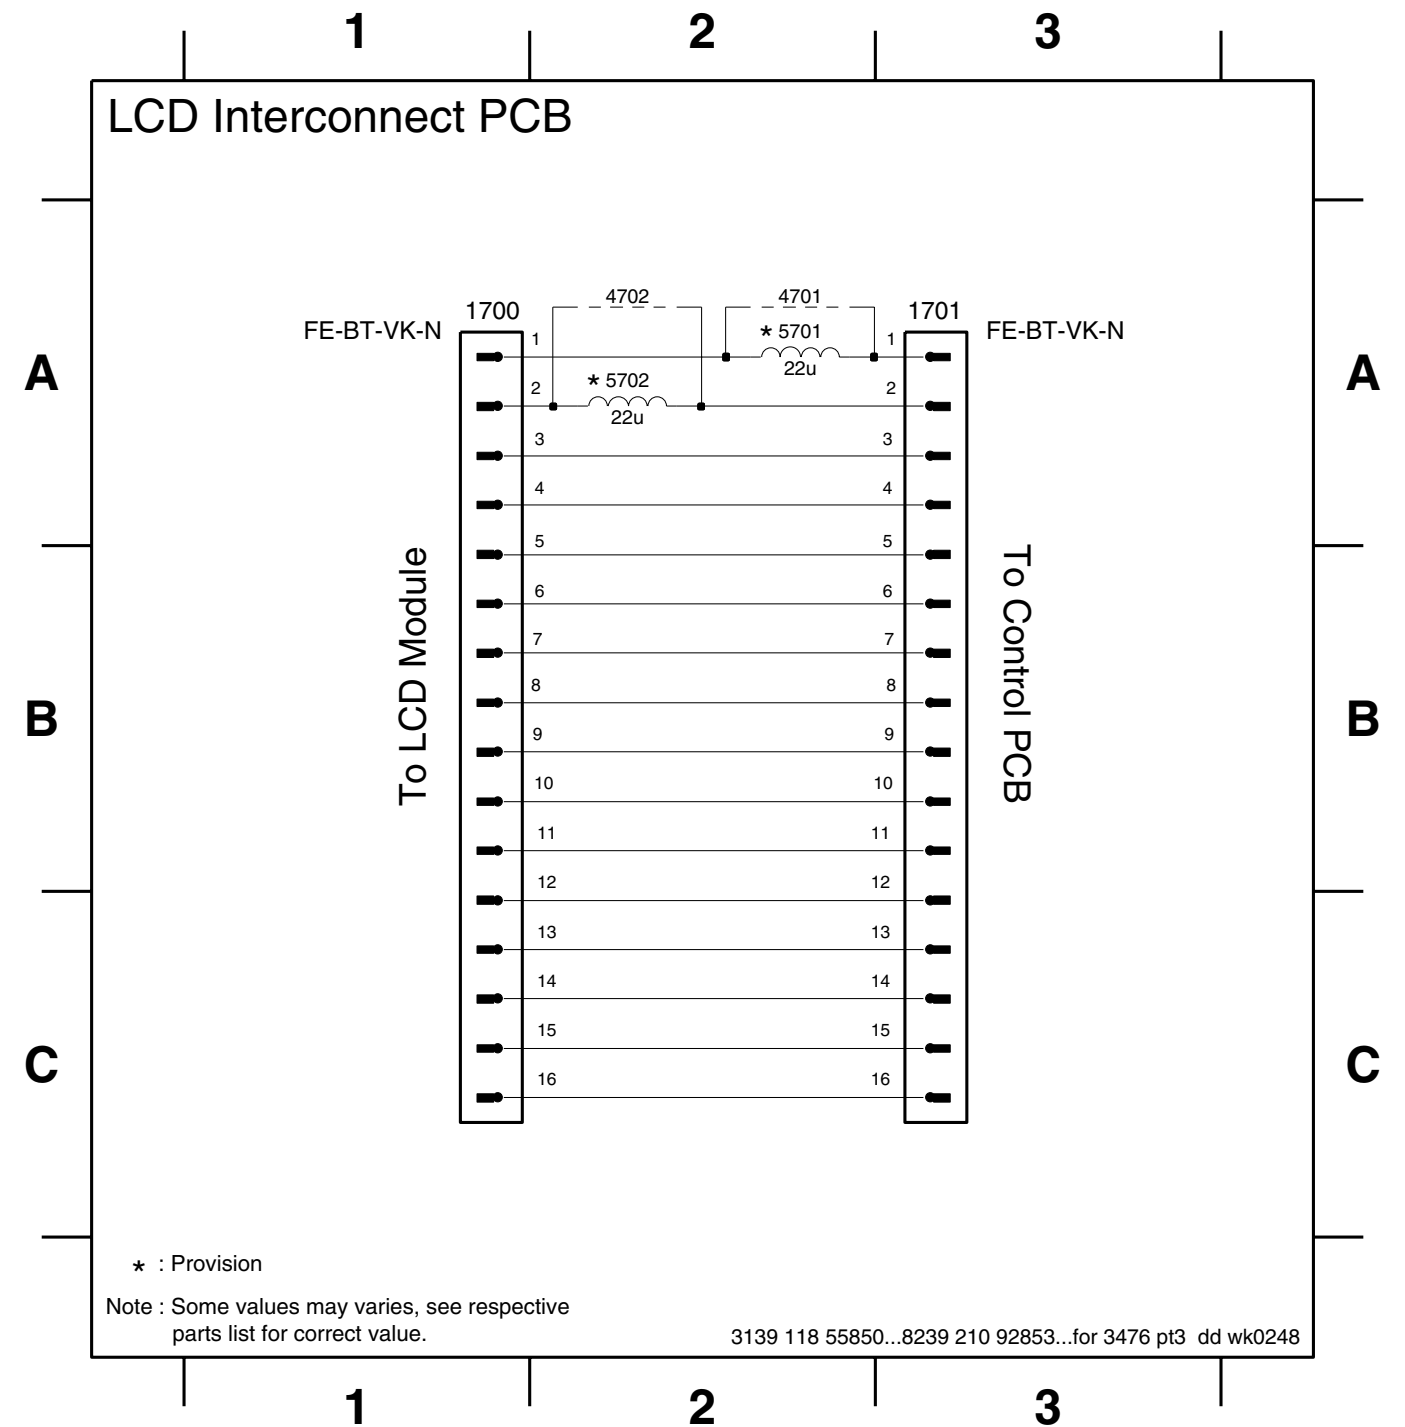 1 2 3
LCD Interconnect PCB
4702 4701
1700 1701
FE-BT-VK-N FE-BT-VK-N
* 5701
1 1
22u
A A
* 5702
2 2
22u
3 3
4 4
5 5
6 6
7 7
8 8
B B
9 9
10 10
11 11
12 12
13 13
14 14
15 15
C C
16 16
To LCD Module
To Control PCB
* : Provision
Note : Some values may varies, see respective
parts list for correct value.
3139 118 55850...8239 210 92853...for 3476 pt3 dd wk0248
1 2 3